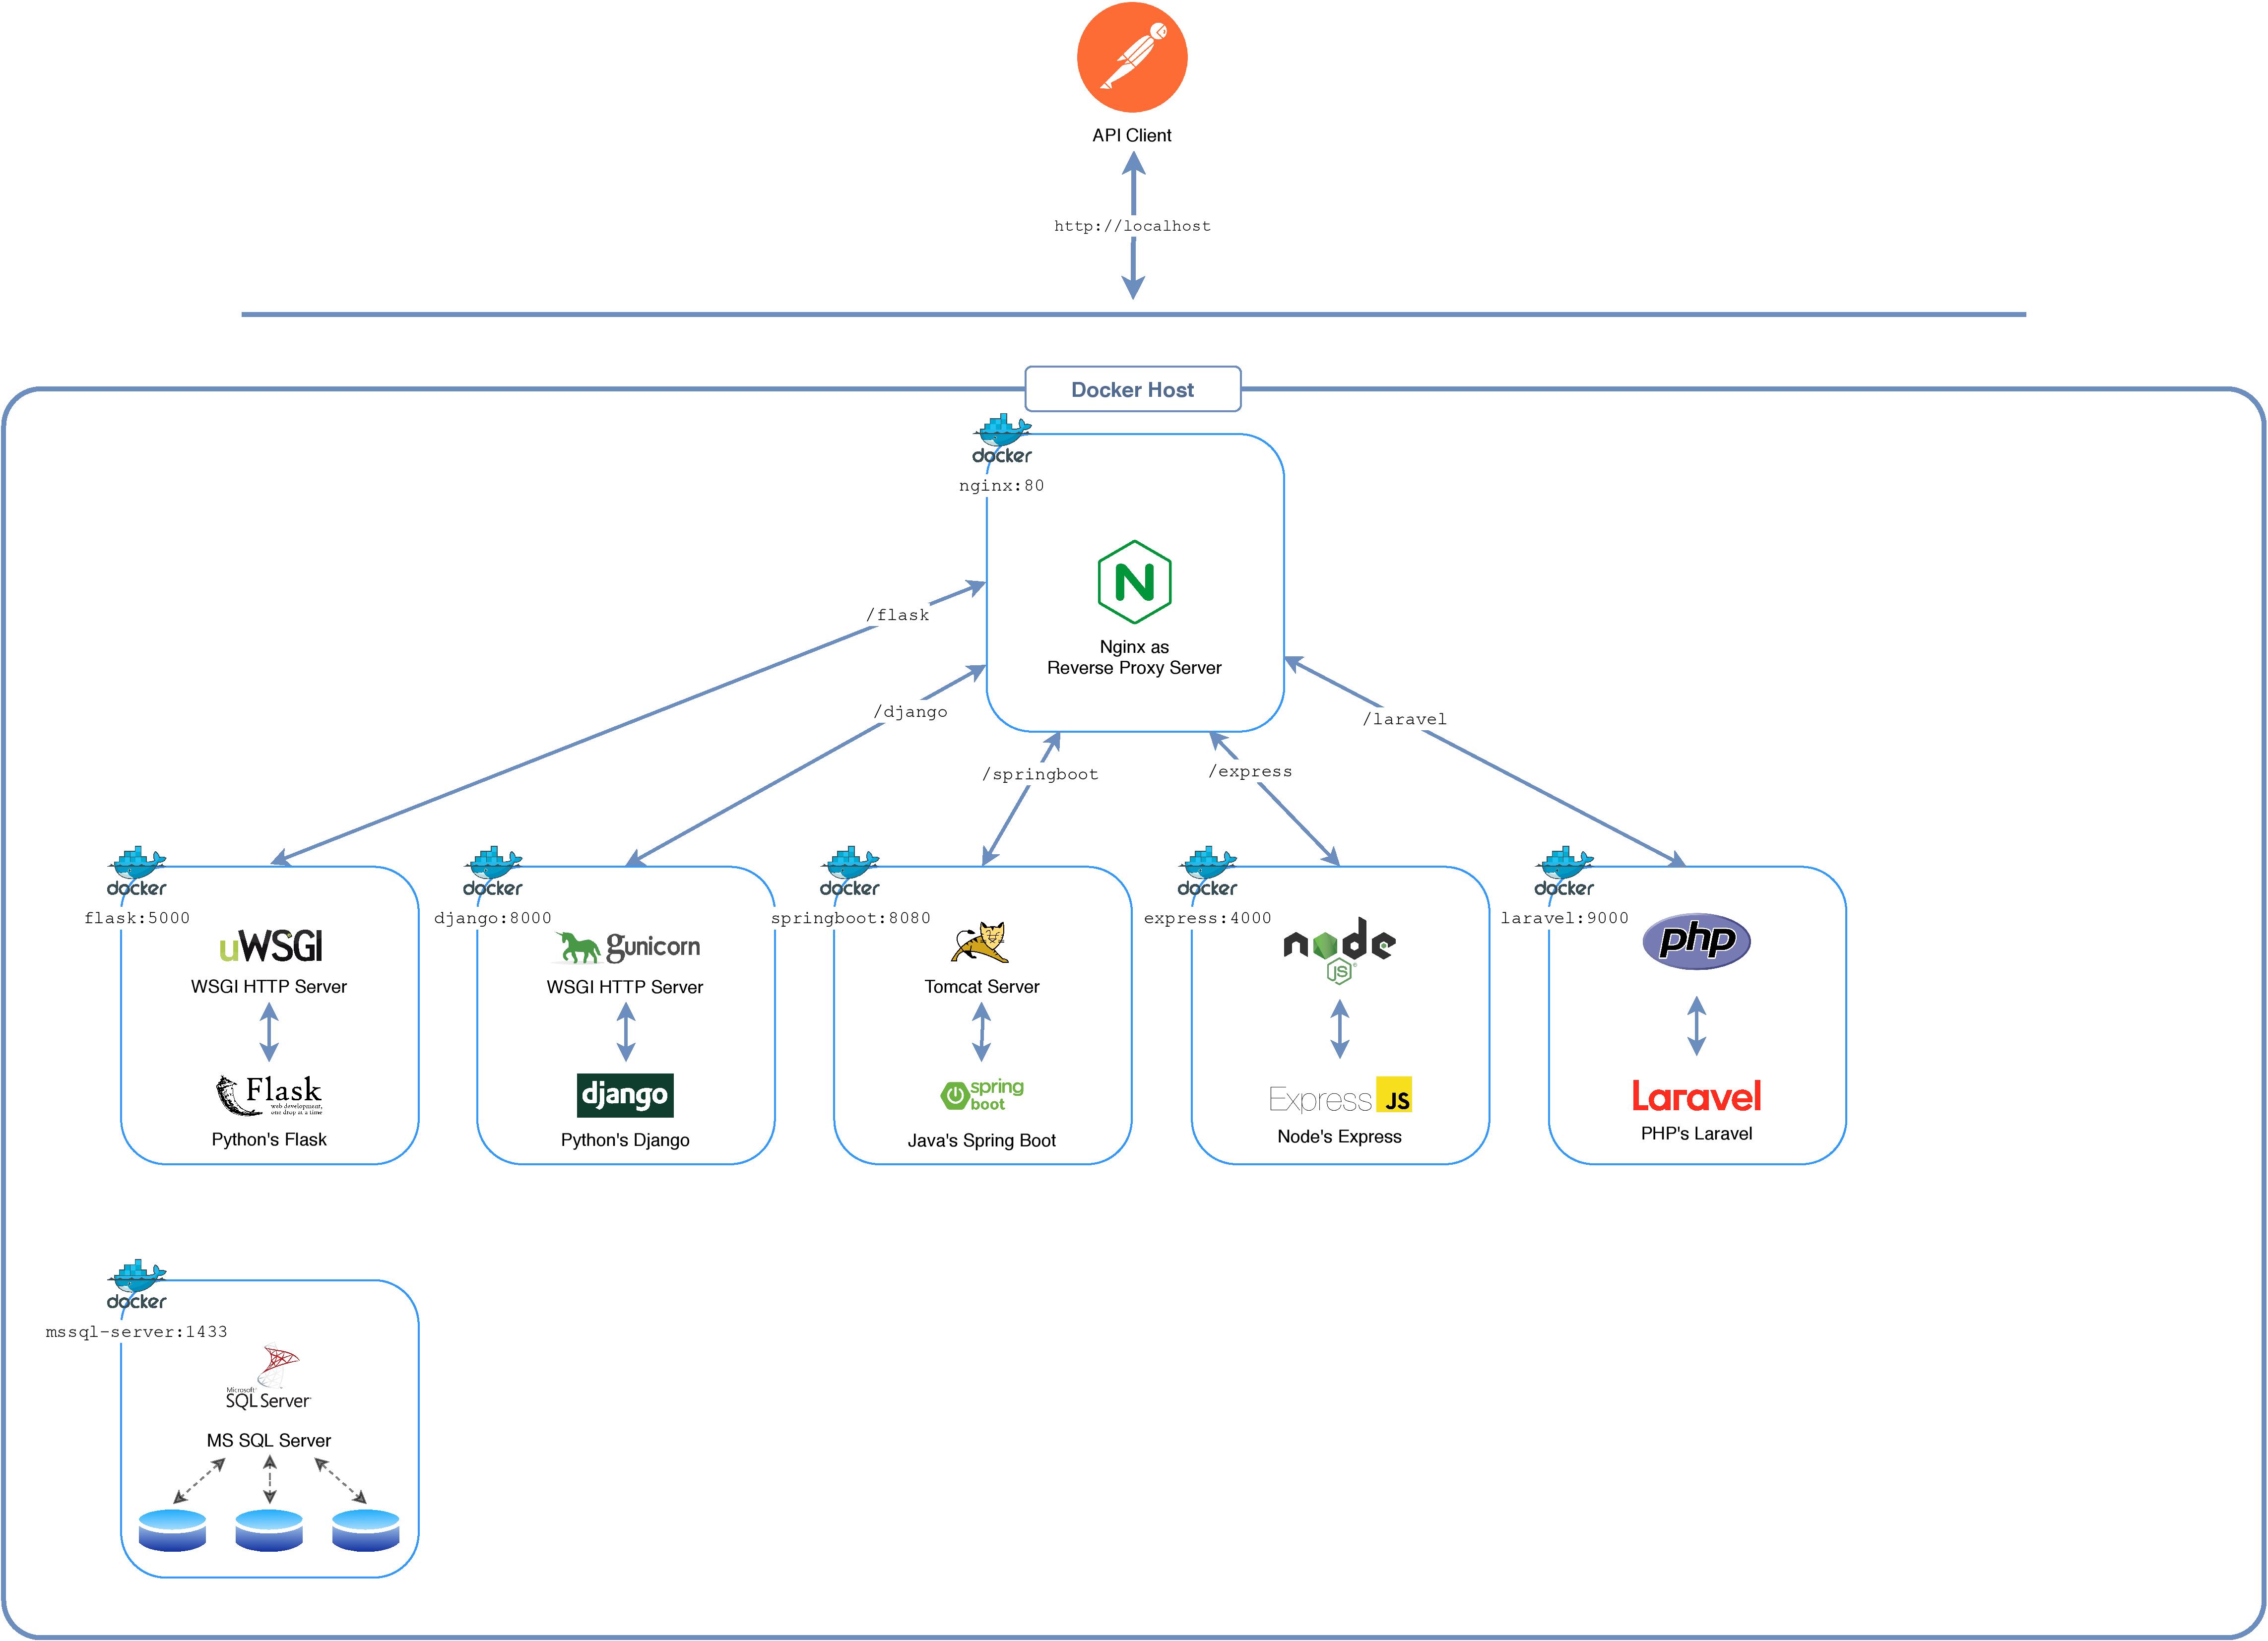 API Client
http://localhost
Docker Host
docker
nginx:80
N
Nginx as
Reverse Proxy Server
/flask
/django
/springboot
/express
/laravel
docker
flask:5000
uWSGI
WSGI HTTP Server
Flask
web development,
one drop at a time
Python's Flask
docker
django:8000
gunicorn
WSGI HTTP Server
django
Python's Django
docker
springboot:8080
Tomcat Server
spring
boot
Java's Spring Boot
docker
express:4000
node
JS
Express JS
Node's Express
docker
laravel:9000
php
Laravel
PHP's Laravel
docker
mssql-server:1433
Microsoft
SQL Server
MS SQL Server